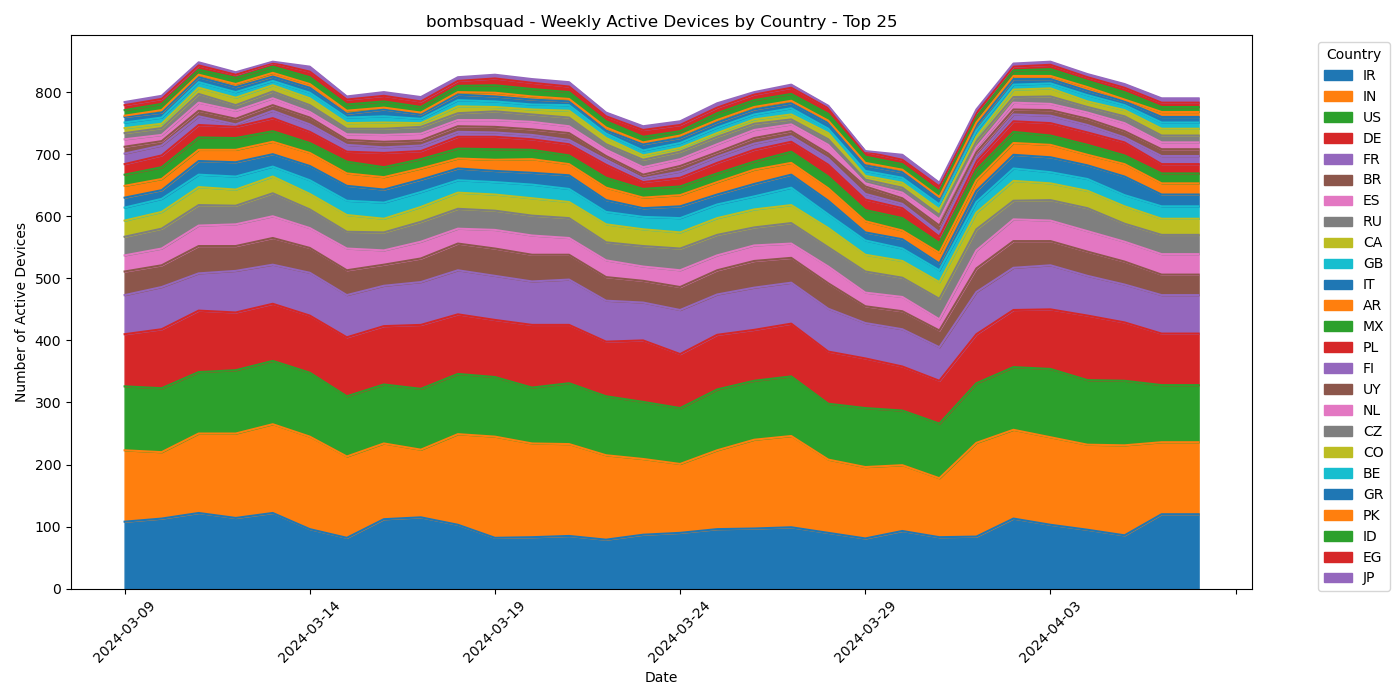 bombsquad - Weekly Active Devices by Country - Top 25
Number of Active Devices
800
700
600
500
400
300
200
100
0
2024-03-09
2024-03-14
2024-03-19
2024-03-24
2024-03-29
2024-04-03
Date
Country
IR
IN
US
DE
FR
BR
ES
RU
CA
GB
IT
AR
MX
PL
FI
UY
NL
CZ
CO
BE
GR
PK
ID
EG
JP